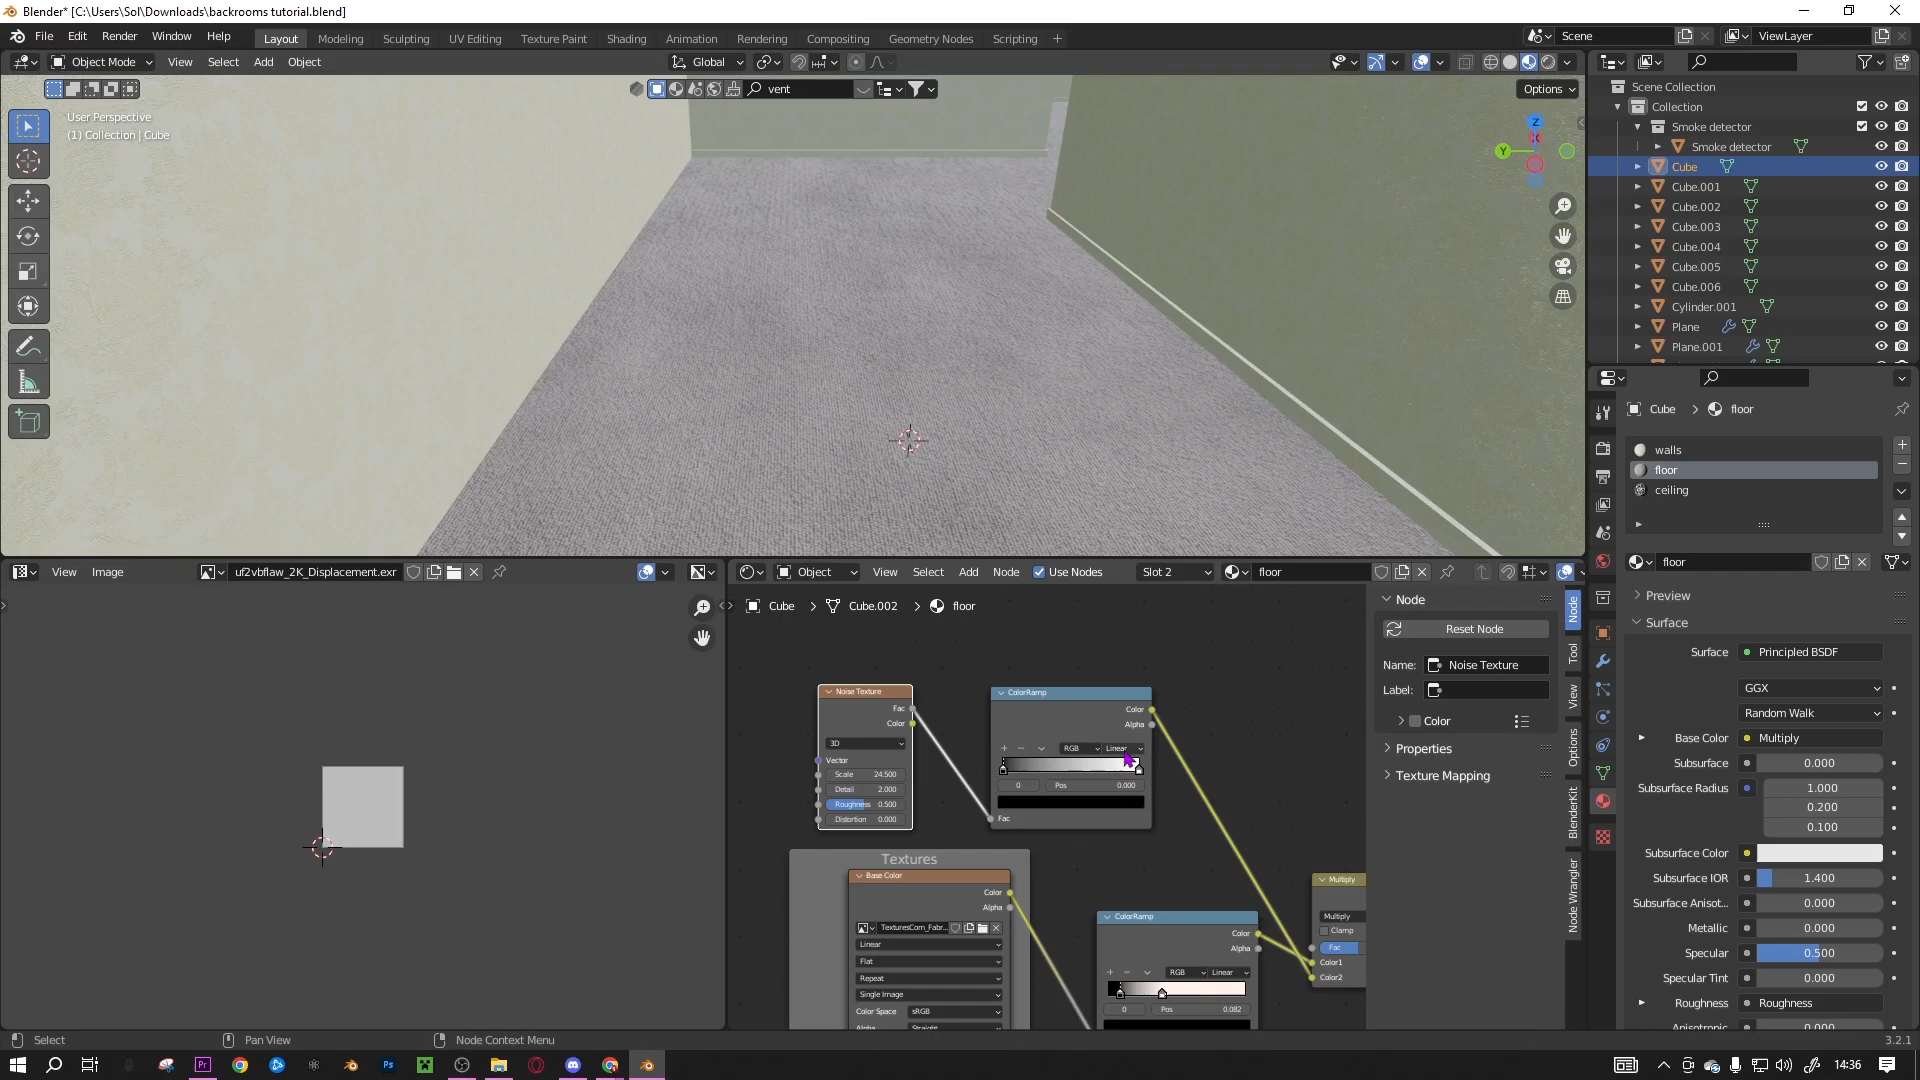 Blender* [C:\Users\Sol\Downloads\backrooms tutorial.blend]
File Edit Render Window Help
Layout Modeling Sculpting UV Editing Texture Paint Shading Animation Rendering Compositing Geometry Nodes Scripting +
Scene
ViewLayer
Object Mode View Select Add Object
Global
vent
Options
User Perspective
(1) Collection | Cube
Z
X
Y
Scene Collection
Collection
Smoke detector
Smoke detector
Cube
Cube.001
Cube.002
Cube.003
Cube.004
Cube.005
Cube.006
Cylinder.001
Plane
Plane.001
Cube > floor
walls
floor
ceiling
floor
Preview
Surface
Surface Principled BSDF
GGX
Random Walk
Base Color Multiply
Subsurface 0.000
Subsurface Radius 1.000
0.200
0.100
Subsurface Color
Subsurface IOR 1.400
Subsurface Anisot... 0.000
Metallic 0.000
Specular 0.500
Specular Tint 0.000
Roughness Roughness
Anisotropic 0.000
View Image
uf2vbflaw_2K_Displacement.exr
Object View Select Add Node Use Nodes Slot 2 floor
Cube > Cube.002 > floor
Noise Texture
Fac
Color
3D
Vector
Scale 24.500
Detail 2.000
Roughness 0.500
Distortion 0.000
ColorRamp
Color
Alpha
RGB Linear
0 Pos 0.000
Fac
Textures
Base Color
Color
Alpha
TexturesCom_Fabr...
Linear
Flat
Repeat
Single Image
Color Space sRGB
Alpha Straight
ColorRamp
Color
Alpha
RGB Linear
0 Pos 0.082
Multiply
Multiply
Clamp
Fac
Color1
Color2
Node
Reset Node
Name: Noise Texture
Label:
Color
Properties
Texture Mapping
Node
Tool
View
Options
BlenderKit
Node Wrangler
Select
Pan View
Node Context Menu
3.2.1
Pr
Ps
14:36